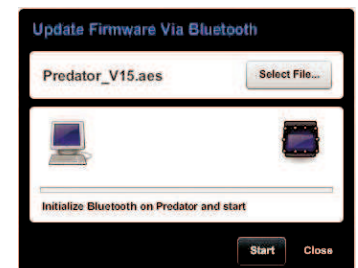 Update Firmware Via Bluetooth
Predator_V15.aes
Select File...
Initialize Bluetooth on Predator and start
Start
Close